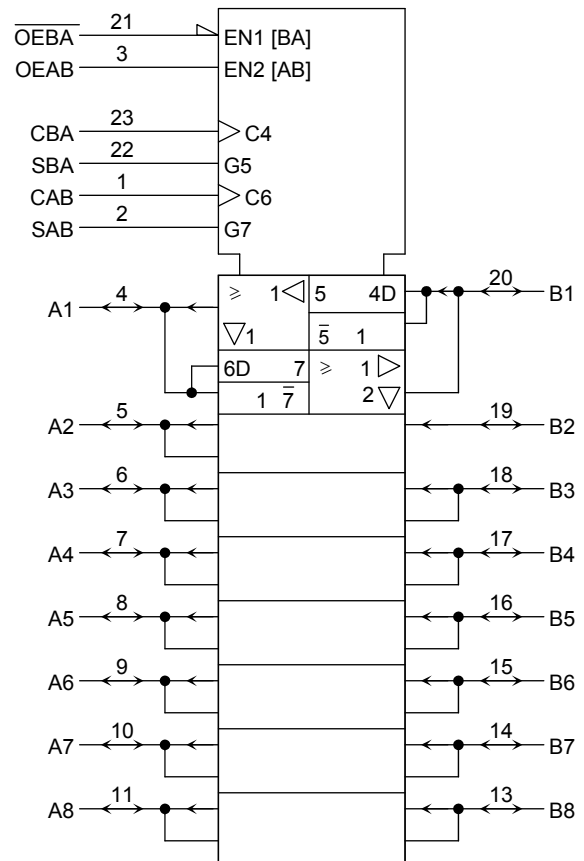 O̅E̅B̅A̅ 21 EN1 [BA]
OEAB 3 EN2 [AB]
CBA 23 C4
SBA 22 G5
CAB 1 C6
SAB 2 G7
A1 4 ≥ 1 5 4D 20 B1
1 5̅ 1
6D 7 ≥ 1
1 7̅ 2
A2 5 19 B2
A3 6 18 B3
A4 7 17 B4
A5 8 16 B5
A6 9 15 B6
A7 10 14 B7
A8 11 13 B8